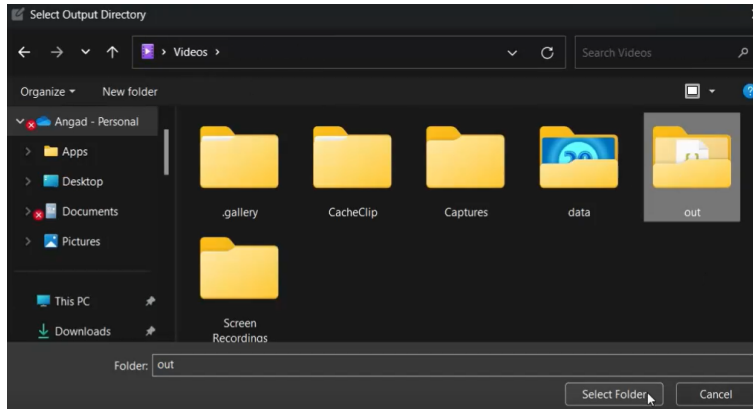 Select Output Directory
Videos
Search Videos
Organize
New folder
Angad - Personal
Apps
Desktop
Documents
Pictures
This PC
Downloads
.gallery
CacheClip
Captures
data
out
Screen
Recordings
Folder: out
Select Folder
Cancel